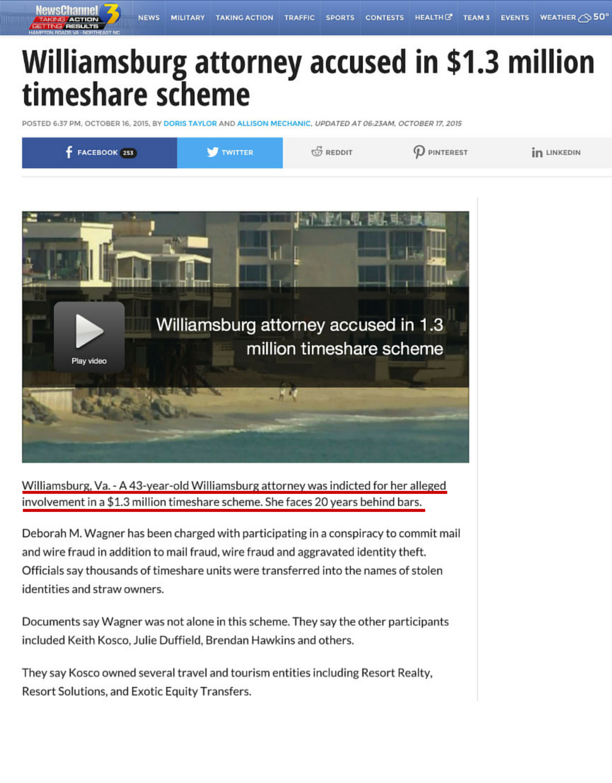 NewsChannel 3
TAKING ACTION
GETTING RESULTS
HAMPTON ROADS, VA - NORTHEAST NC
NEWS MILITARY TAKING ACTION TRAFFIC SPORTS CONTESTS HEALTH TEAM 3 EVENTS WEATHER 50°
Williamsburg attorney accused in $1.3 million
timeshare scheme
POSTED 6:37 PM, OCTOBER 16, 2015, BY DORIS TAYLOR AND ALLISON MECHANIC, UPDATED AT 06:23AM, OCTOBER 17, 2015
FACEBOOK 253 TWITTER REDDIT PINTEREST LINKEDIN
Williamsburg attorney accused in 1.3
million timeshare scheme
Play video
Williamsburg, Va. - A 43-year-old Williamsburg attorney was indicted for her alleged
involvement in a $1.3 million timeshare scheme. She faces 20 years behind bars.
Deborah M. Wagner has been charged with participating in a conspiracy to commit mail
and wire fraud in addition to mail fraud, wire fraud and aggravated identity theft.
Officials say thousands of timeshare units were transferred into the names of stolen
identities and straw owners.
Documents say Wagner was not alone in this scheme. They say the other participants
included Keith Kosco, Julie Duffield, Brendan Hawkins and others.
They say Kosco owned several travel and tourism entities including Resort Realty,
Resort Solutions, and Exotic Equity Transfers.